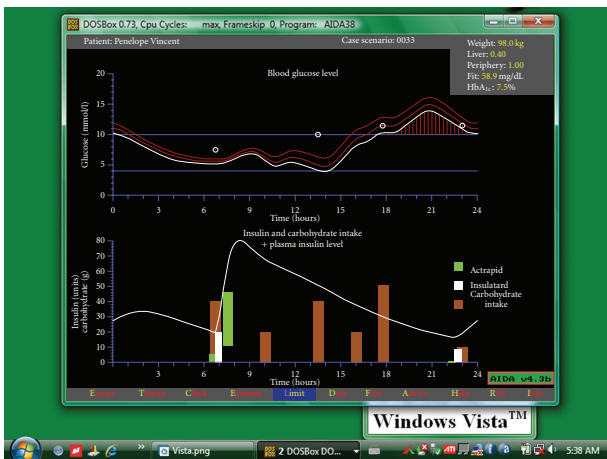 DOSBox 0.73, Cpu Cycles: max, Frameskip 0, Program: AIDA38
Patient: Penelope Vincent
Case scenario: 0033
Weight: 98.0 kg
Liver: 0.40
Periphery: 1.00
Fit: 58.9 mg/dL
HbA1c: 7.5%
Blood glucose level
Glucose (mmol/l)
20
15
10
5
0
0 3 6 9 12 15 18 21 24
Time (hours)
Insulin and carbohydrate intake
+ plasma insulin level
Insulin (units)
carbohydrate (g)
80
70
60
50
40
30
20
10
0
Actrapid
Insulatard
Carbohydrate
intake
0 3 6 9 12 15 18 21 24
Time (hours)
AIDA v4.3b
Limit
Windows Vista™
Vista.png
2 DOSBox DO...
5:38 AM